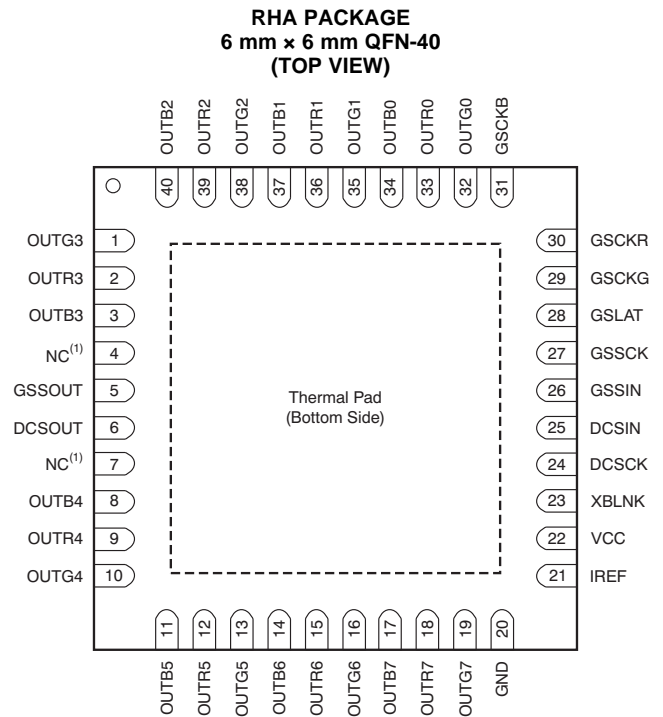 RHA PACKAGE
6 mm × 6 mm QFN-40
(TOP VIEW)
OUTB2
OUTR2
OUTG2
OUTB1
OUTR1
OUTG1
OUTB0
OUTR0
OUTG0
GSCKB
40
39
38
37
36
35
34
33
32
31
OUTG3 1
OUTR3 2
OUTB3 3
NC(1) 4
GSSOUT 5
DCSOUT 6
NC(1) 7
OUTB4 8
OUTR4 9
OUTG4 10
Thermal Pad
(Bottom Side)
30 GSCKR
29 GSCKG
28 GSLAT
27 GSSCK
26 GSSIN
25 DCSIN
24 DCSCK
23 XBLNK
22 VCC
21 IREF
11
12
13
14
15
16
17
18
19
20
OUTB5
OUTR5
OUTG5
OUTB6
OUTR6
OUTG6
OUTB7
OUTR7
OUTG7
GND